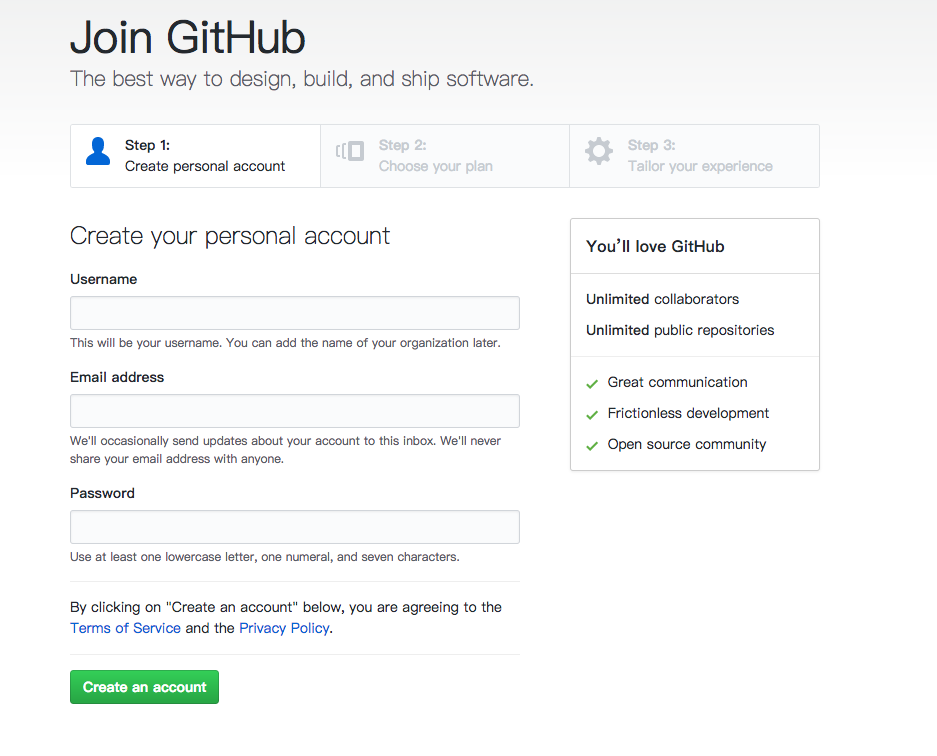 Join GitHub
The best way to design, build, and ship software.
Step 1:
Create personal account
Step 2:
Choose your plan
Step 3:
Tailor your experience
Create your personal account
Username
This will be your username. You can add the name of your organization later.
Email address
We'll occasionally send updates about your account to this inbox. We'll never
share your email address with anyone.
Password
Use at least one lowercase letter, one numeral, and seven characters.
By clicking on "Create an account" below, you are agreeing to the
Terms of Service and the Privacy Policy.
Create an account
You’ll love GitHub
Unlimited collaborators
Unlimited public repositories
Great communication
Frictionless development
Open source community